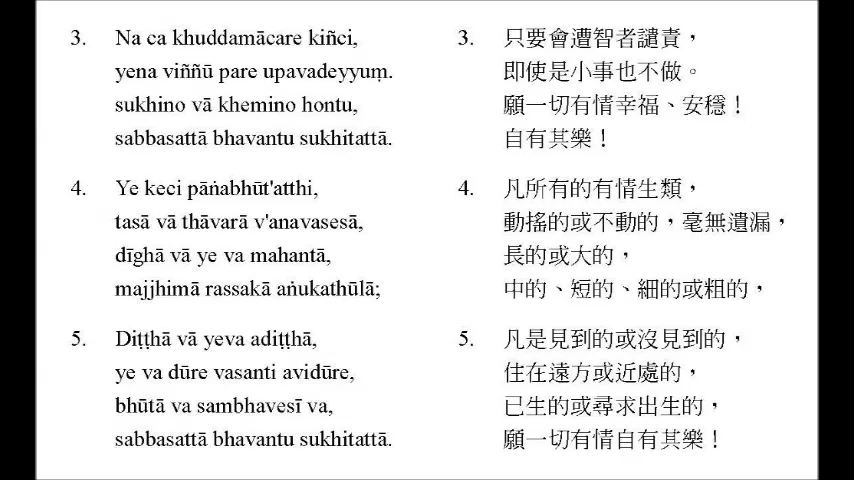 3. Na ca khuddamācare kiñci,
yena viññū pare upavadeyyuṃ.
sukhino vā khemino hontu,
sabbasattā bhavantu sukhitattā.
4. Ye keci pāṅabhūt'atthi,
tasā vā thāvarā v'anavasesā,
dīghā vā ye va mahantā,
majjhimā rassakā aṅukathūlā;
5. Diṭṭhā vā yeva adiṭṭhā,
ye va dūre vasanti avidūre,
bhūtā va sambhavesī va,
sabbasattā bhavantu sukhitattā.
3. 只要會遭智者譴責，
即使是小事也不做。
願一切有情幸福、安穩！
自有其樂！
4. 凡所有的有情生類，
動搖的或不動的，毫無遺漏，
長的或大的，
中的、短的、細的或粗的，
5. 凡是見到的或沒見到的，
住在遠方或近處的，
已生的或尋求出生的，
願一切有情自有其樂！